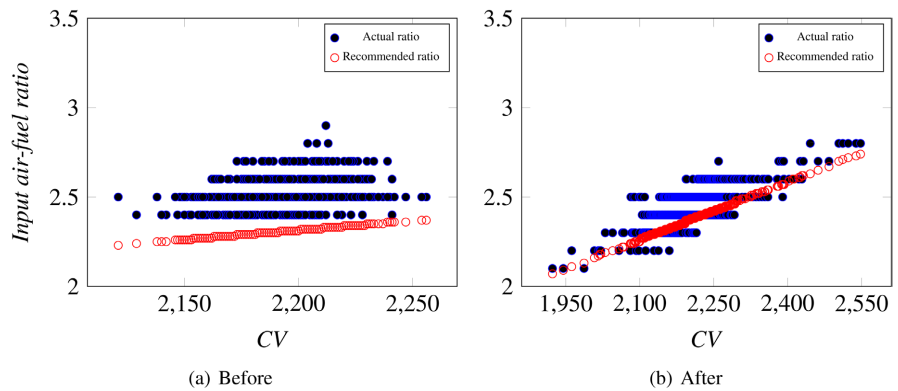 3.5
3
2.5
2
Input air-fuel ratio
Actual ratio
Recommended ratio
2,150
2,200
2,250
CV
(a) Before
3.5
3
2.5
2
Actual ratio
Recommended ratio
1,950
2,100
2,250
2,400
2,550
CV
(b) After